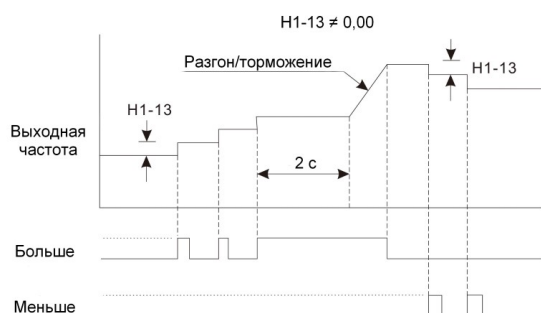 H1-13 ≠ 0,00
Разгон/торможение
H1-13
H1-13
Выходная
частота
2 с
Больше
Меньше